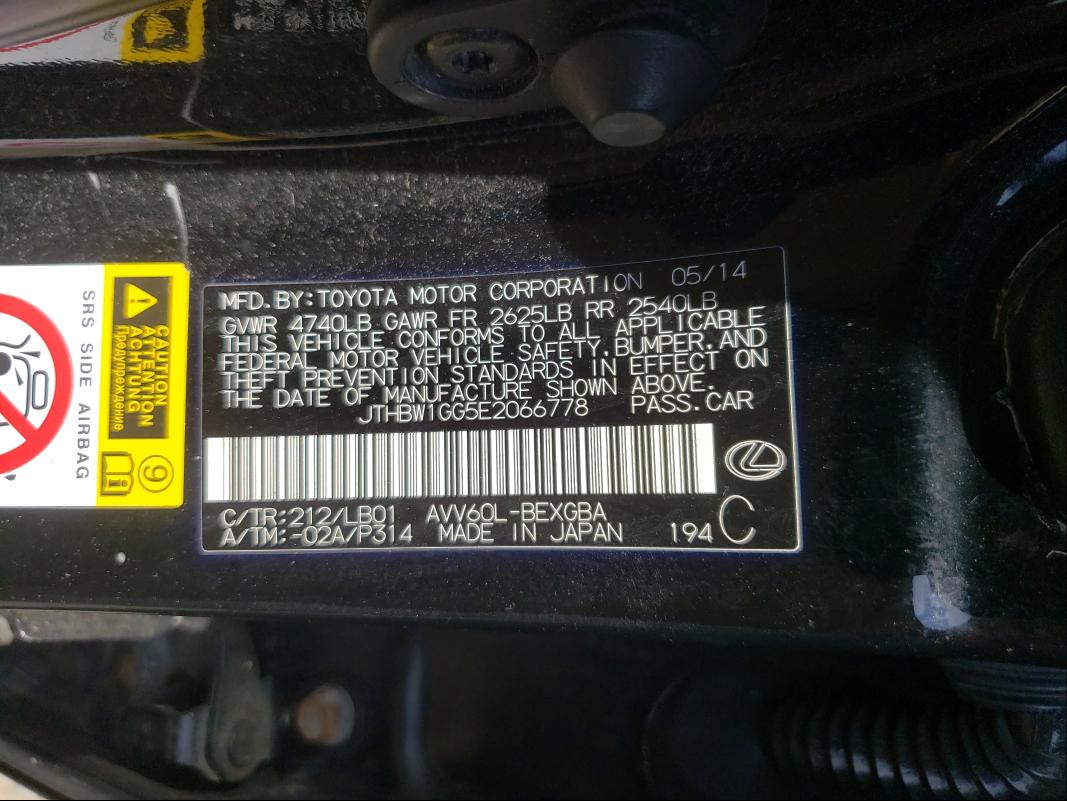 MFD.BY:TOYOTA MOTOR CORPORATION 05/14
GVWR 4740LB GAWR FR 2625LB RR 2540LB
THIS VEHICLE CONFORMS TO ALL APPLICABLE
FEDERAL MOTOR VEHICLE SAFETY,BUMPER,AND
THEFT PREVENTION STANDARDS IN EFFECT ON
THE DATE OF MANUFACTURE SHOWN ABOVE.
JTHBW1GG5E2066778 PASS.CAR
C/TR:212/LB01 AVV60L-BEXGBA
A/TM:-02A/P314 MADE IN JAPAN 194 C
CAUTION
ATTENTION
ACHTUNG
Предупреждение
9
SRS SIDE AIRBAG